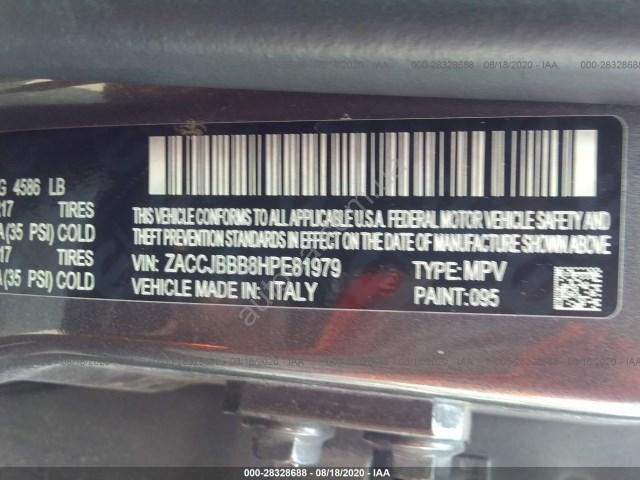 000-28328688 - 08/18/2020 - IAA
G 4586 LB
R17 TIRES
A(35 PSI) COLD
17 TIRES
A(35 PSI) COLD
THIS VEHICLE CONFORMS TO ALL APPLICABLE U.S.A. FEDERAL MOTOR VEHICLE SAFETY AND
THEFT PREVENTION STANDARDS IN EFFECT ON THE DATE OF MANUFACTURE SHOWN ABOVE
VIN: ZACCJBBB8HPE81979 TYPE: MPV
VEHICLE MADE IN: ITALY PAINT: 095
000-28328688 - 08/18/2020 - IAA